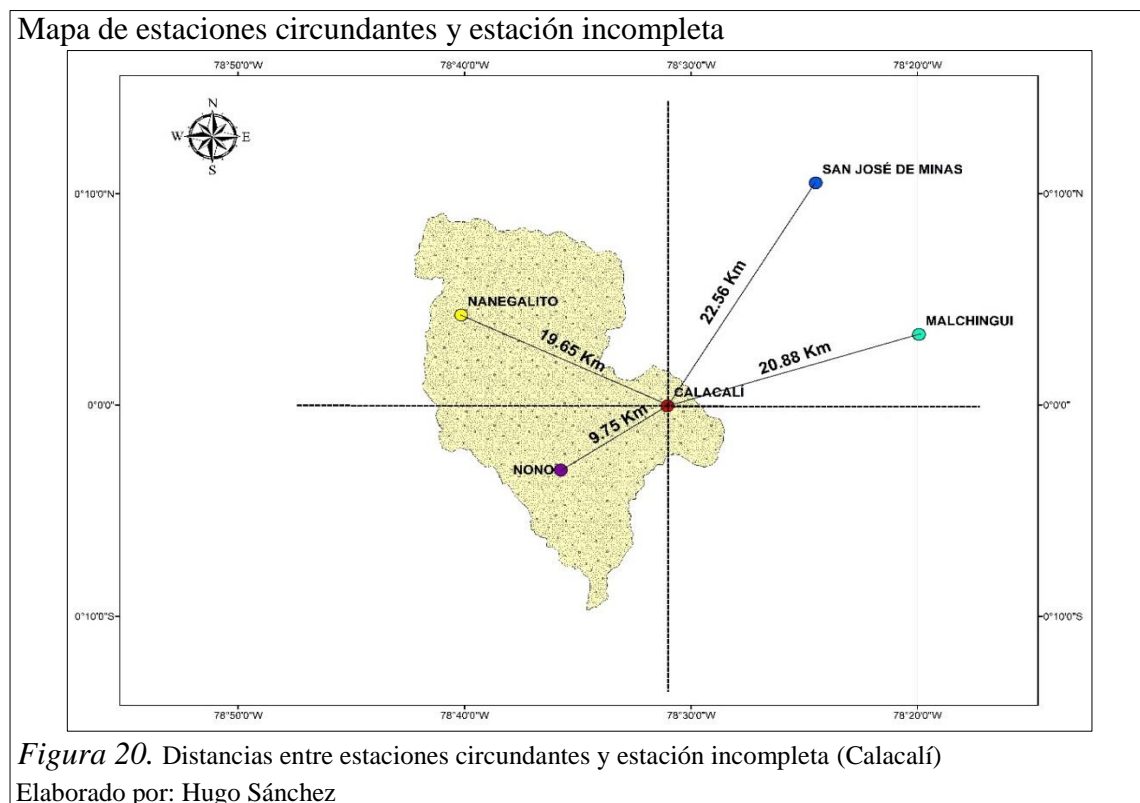 Mapa de estaciones circundantes y estación incompleta
78°50'0"W 78°40'0"W 78°30'0"W 78°20'0"W
N
W E
S
SAN JOSÉ DE MINAS
0°10'0"N 0°10'0"N
22.56 Km
NANEGALITO
MALCHINGUI
19.65 Km
20.88 Km
CALACALÍ
0°0'0" 0°0'0"
9.75 Km
NONO
0°10'0"S 0°10'0"S
78°50'0"W 78°40'0"W 78°30'0"W 78°20'0"W
Figura 20. Distancias entre estaciones circundantes y estación incompleta (Calacalí)
Elaborado por: Hugo Sánchez